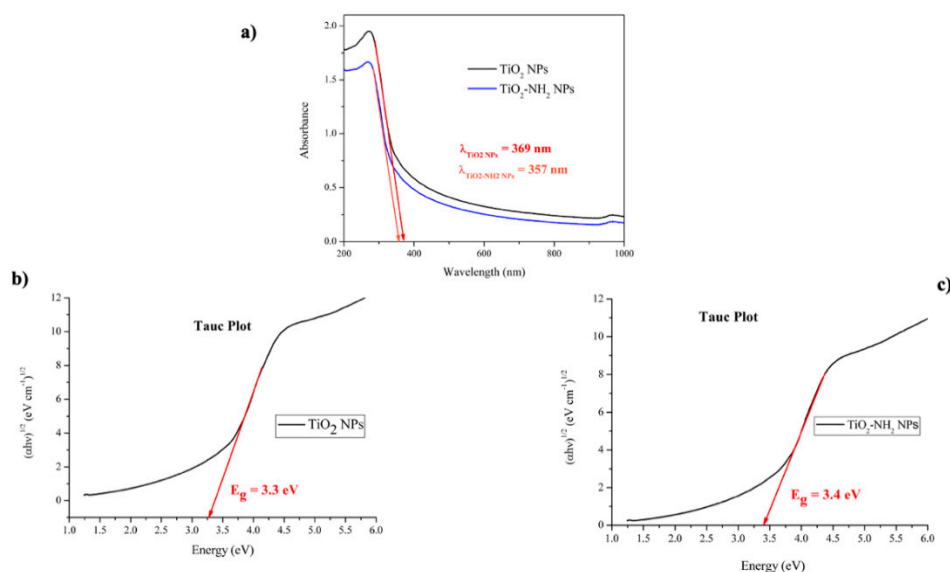 a)
2.0
1.5
1.0
0.5
0.0
Absorbance
TiO2 NPs
TiO2-NH2 NPs
λTiO2 NPs = 369 nm
λTiO2-NH2 NPs = 357 nm
200 400 600 800 1000
Wavelength (nm)
b)
12
10
8
6
4
2
0
(αhν)1/2 (eV cm-1)1/2
Tauc Plot
TiO2 NPs
Eg = 3.3 eV
1.0 1.5 2.0 2.5 3.0 3.5 4.0 4.5 5.0 5.5 6.0
Energy (eV)
c)
12
10
8
6
4
2
0
(αhν)1/2 (eV cm-1)1/2
Tauc Plot
TiO2-NH2 NPs
Eg = 3.4 eV
1.0 1.5 2.0 2.5 3.0 3.5 4.0 4.5 5.0 5.5 6.0
Energy (eV)